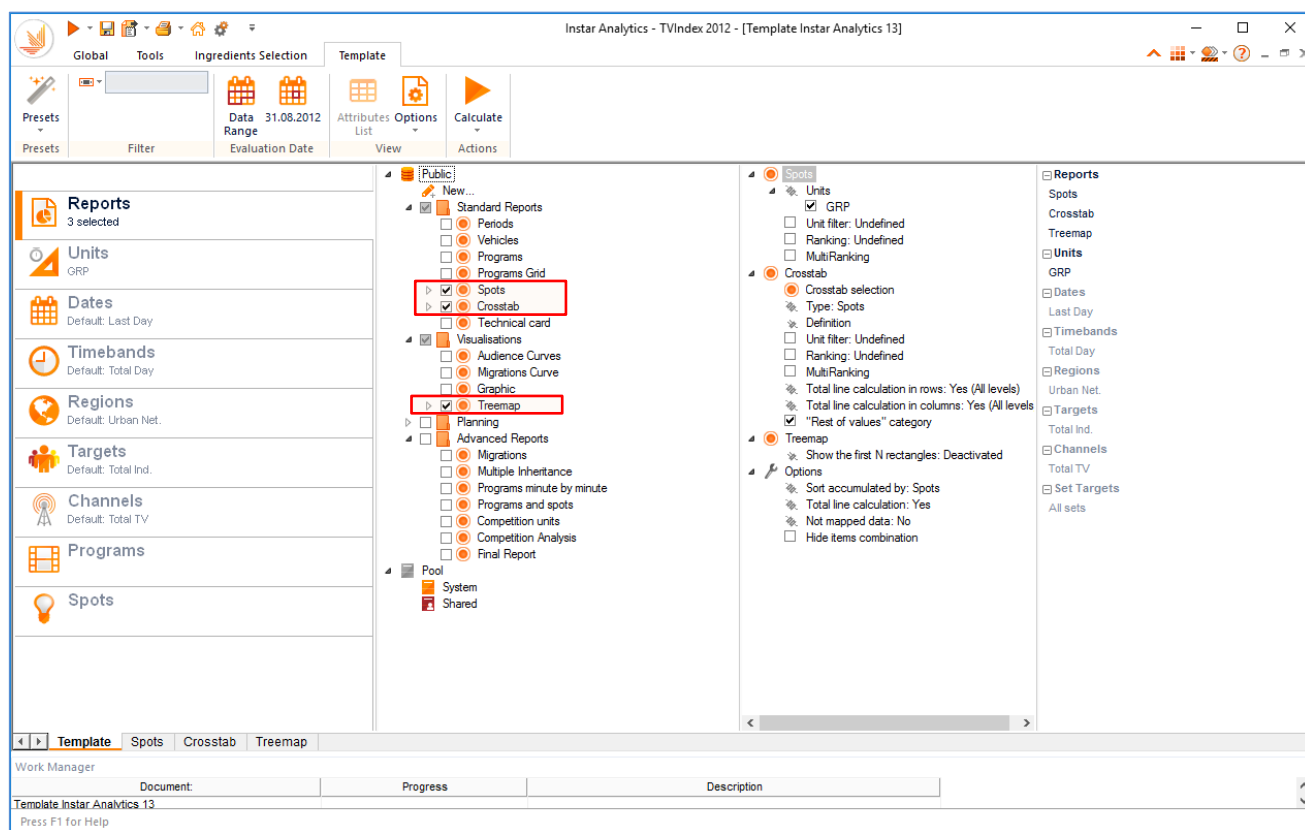 Instar Analytics - TVIndex 2012 - [Template Instar Analytics 13]
Global Tools Ingredients Selection Template
Presets
Data Range
31.08.2012
Attributes List
Options
Calculate
Presets Filter Evaluation Date View Actions
Reports
3 selected
Units
GRP
Dates
Default: Last Day
Timebands
Default: Total Day
Regions
Default: Urban Net.
Targets
Default: Total Ind.
Channels
Default: Total TV
Programs
Spots
Public
New...
Standard Reports
Periods
Vehicles
Programs
Programs Grid
Spots
Crosstab
Technical card
Visualisations
Audience Curves
Migrations Curve
Graphic
Treemap
Planning
Advanced Reports
Migrations
Multiple Inheritance
Programs minute by minute
Programs and spots
Competition units
Competition Analysis
Final Report
Pool
System
Shared
Spots
Units
GRP
Unit filter: Undefined
Ranking: Undefined
MultiRanking
Crosstab
Crosstab selection
Type: Spots
Definition
Unit filter: Undefined
Ranking: Undefined
MultiRanking
Total line calculation in rows: Yes (All levels)
Total line calculation in columns: Yes (All levels
"Rest of values" category
Treemap
Show the first N rectangles: Deactivated
Options
Sort accumulated by: Spots
Total line calculation: Yes
Not mapped data: No
Hide items combination
Reports
Spots
Crosstab
Treemap
Units
GRP
Dates
Last Day
Timebands
Total Day
Regions
Urban Net.
Targets
Total Ind.
Channels
Total TV
Set Targets
All sets
Template Spots Crosstab Treemap
Work Manager
Document: Progress Description
Template Instar Analytics 13
Press F1 for Help